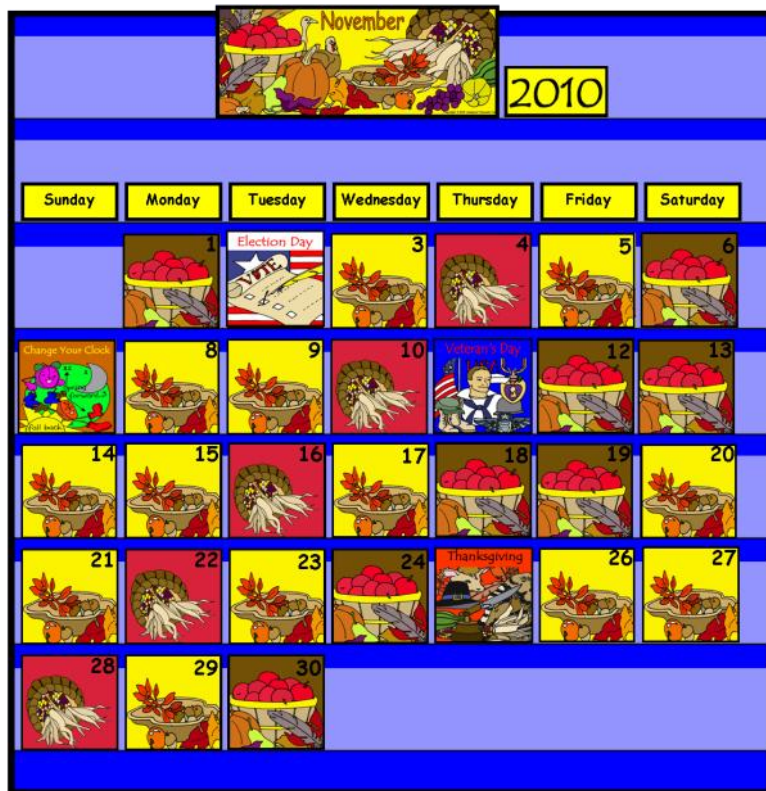 November
2010
Sunday Monday Tuesday Wednesday Thursday Friday Saturday
1 Election Day 3 4 5 6
VOTE
Change Your Clock 8 9 10 Veteran's Day 12 13
Spring
forward
Fall back
14 15 16 17 18 19 20
21 22 23 24 Thanksgiving 26 27
28 29 30